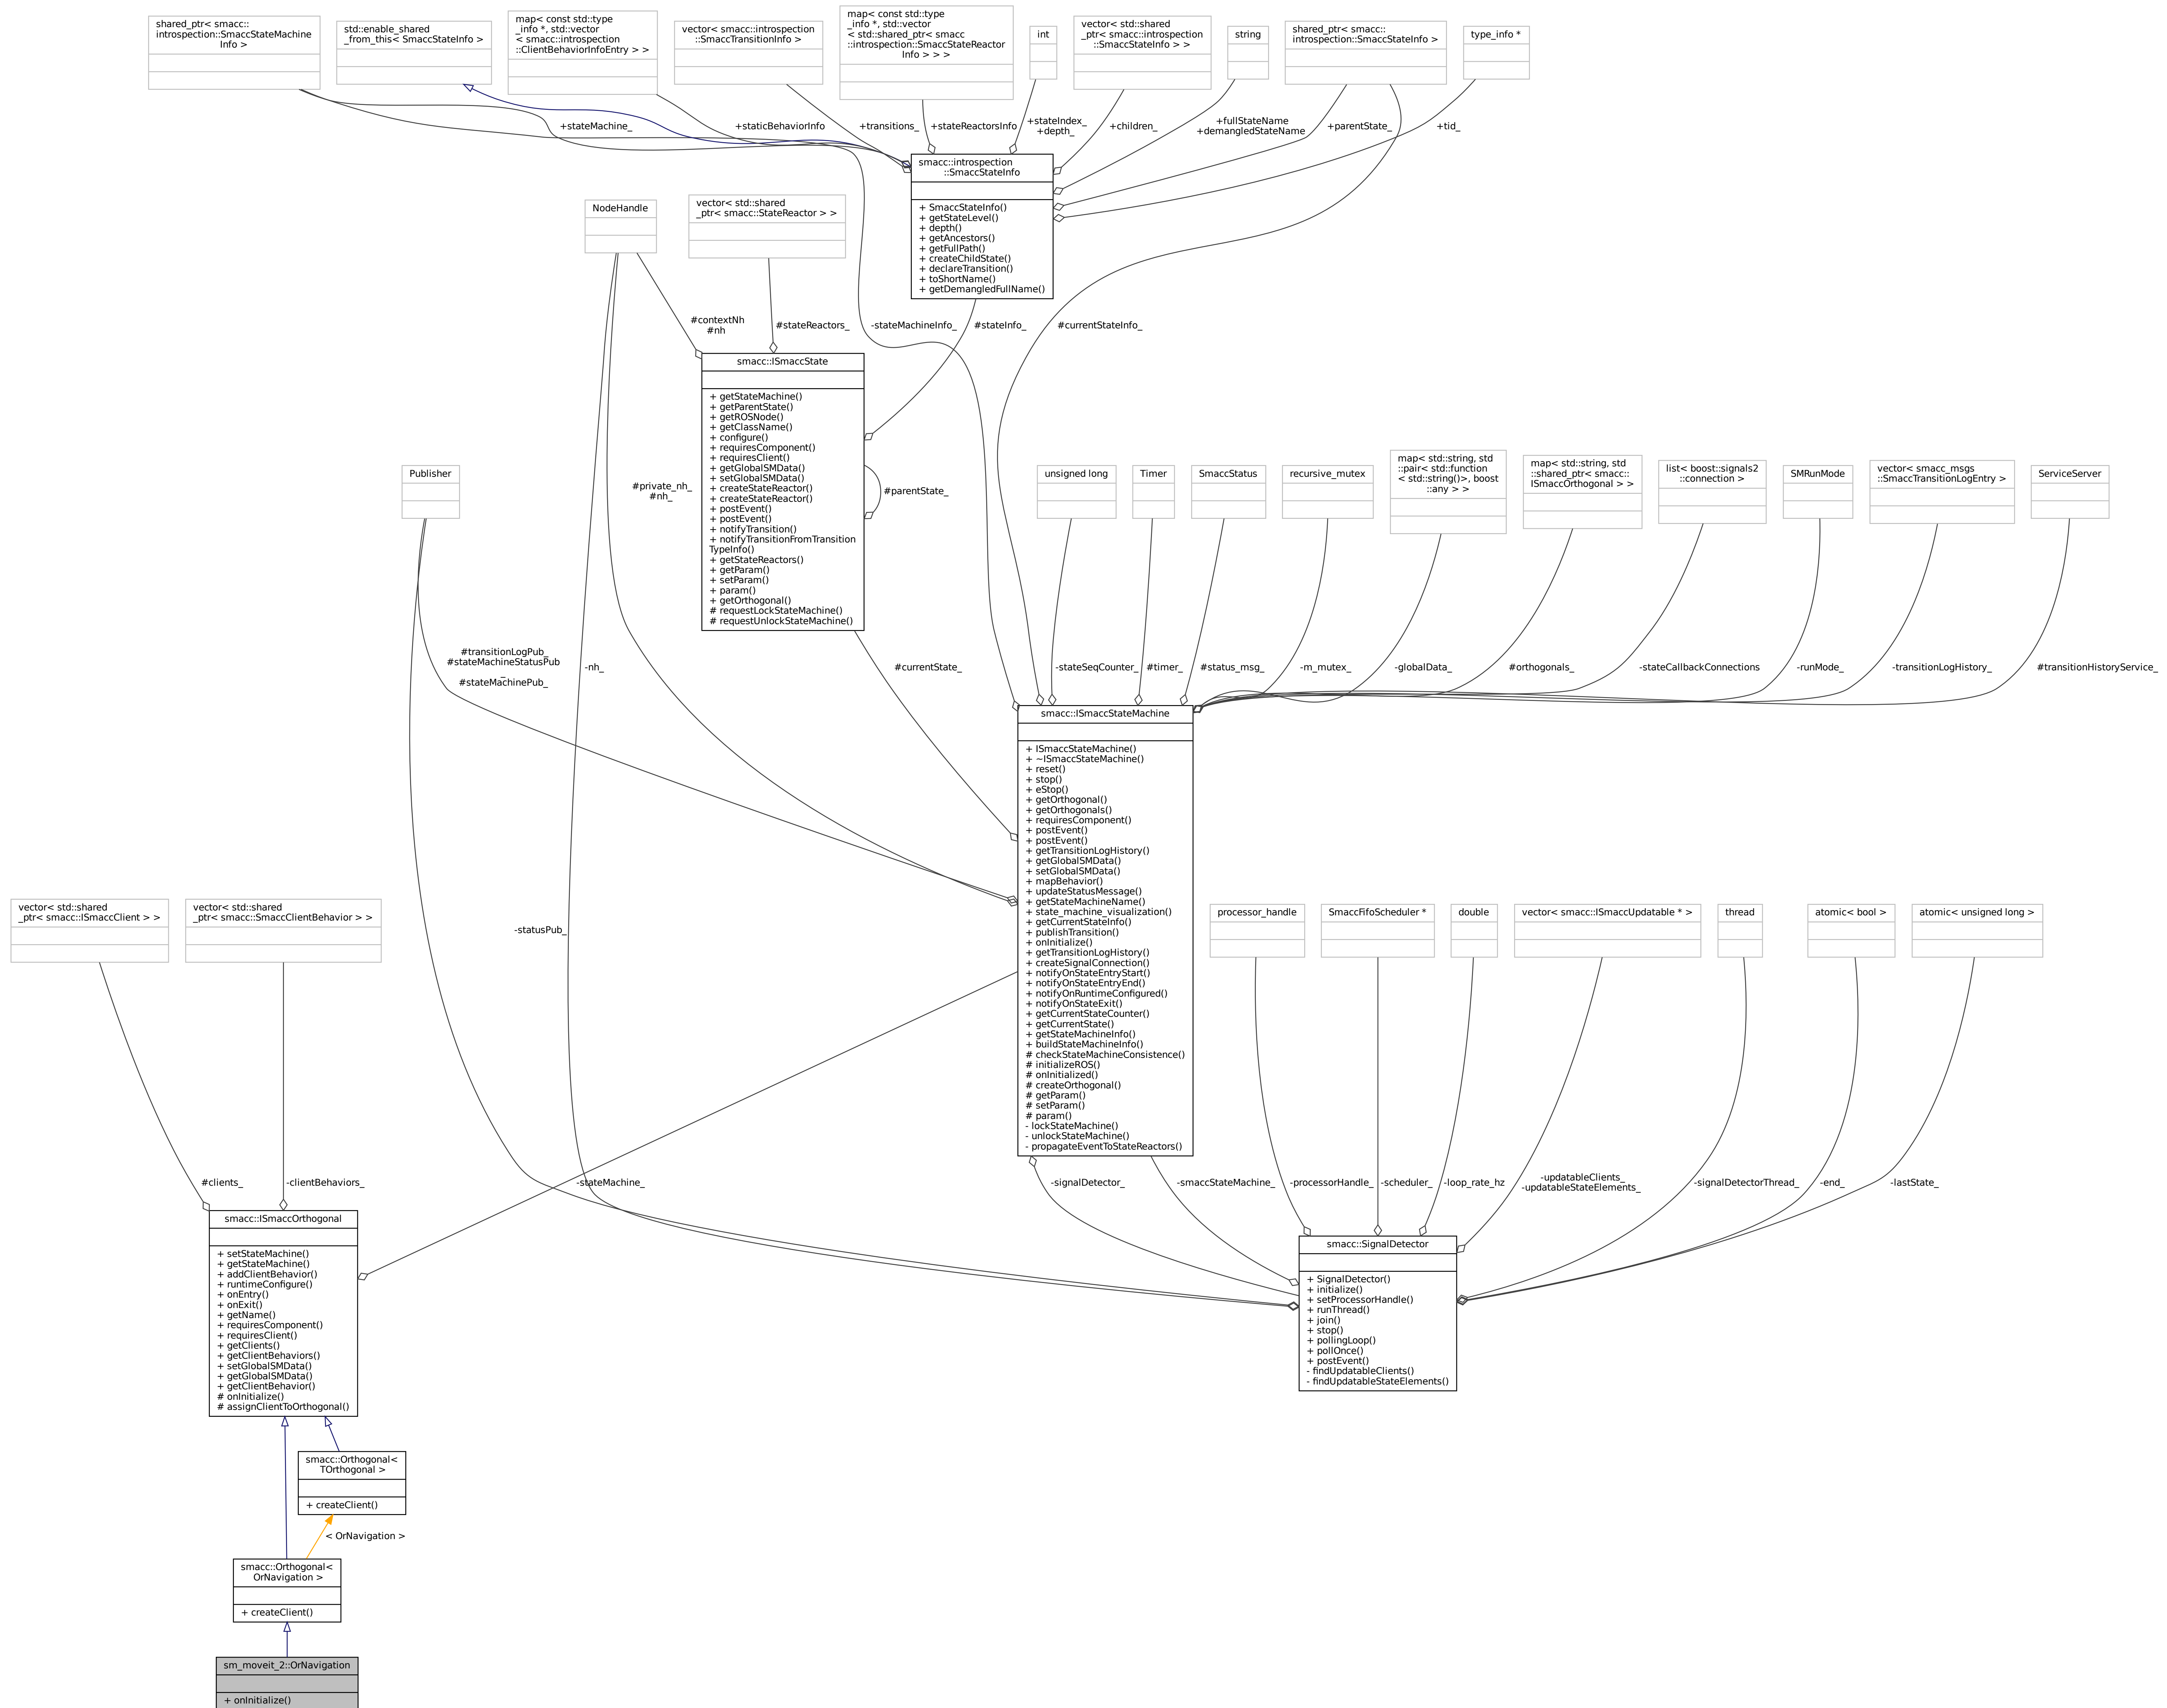 shared_ptr< smacc::
introspection::SmaccStateMachine
Info >
std::enable_shared
_from_this< SmaccStateInfo >
map< const std::type
_info *, std::vector
< smacc::introspection
::ClientBehaviorInfoEntry > >
vector< smacc::introspection
::SmaccTransitionInfo >
map< const std::type
_info *, std::vector
< std::shared_ptr< smacc
::introspection::SmaccStateReactor
Info > > >
int
vector< std::shared
_ptr< smacc::introspection
::SmaccStateInfo > >
string
shared_ptr< smacc::
introspection::SmaccStateInfo >
type_info *
+stateMachine_
+staticBehaviorInfo
+transitions_
+stateReactorsInfo
+stateIndex_
+depth_
+children_
+fullStateName
+demangledStateName
+parentState_
+tid_
smacc::introspection
::SmaccStateInfo
+ SmaccStateInfo()
+ getStateLevel()
+ depth()
+ getAncestors()
+ getFullPath()
+ createChildState()
+ declareTransition()
+ toShortName()
+ getDemangledFullName()
NodeHandle
vector< std::shared
_ptr< smacc::StateReactor > >
#contextNh
#nh
#stateReactors_
-stateMachineInfo_
#stateInfo_
#currentStateInfo_
smacc::ISmaccState
+ getStateMachine()
+ getParentState()
+ getROSNode()
+ getClassName()
+ configure()
+ requiresComponent()
+ requiresClient()
+ getGlobalSMData()
+ setGlobalSMData()
+ createStateReactor()
+ createStateReactor()
+ postEvent()
+ postEvent()
+ notifyTransition()
+ notifyTransitionFromTransition
TypeInfo()
+ getStateReactors()
+ getParam()
+ setParam()
+ param()
+ getOrthogonal()
# requestLockStateMachine()
# requestUnlockStateMachine()
#parentState_
Publisher
#private_nh_
#nh_
unsigned long
Timer
SmaccStatus
recursive_mutex
map< std::string, std
::pair< std::function
< std::string()>, boost
::any > >
map< std::string, std
::shared_ptr< smacc::
ISmaccOrthogonal > >
list< boost::signals2
::connection >
SMRunMode
vector< smacc_msgs
::SmaccTransitionLogEntry >
ServiceServer
#transitionLogPub_
#stateMachineStatusPub
_
#stateMachinePub_
-nh_
#currentState_
-stateSeqCounter_
#timer_
#status_msg_
-m_mutex_
-globalData_
#orthogonals_
-stateCallbackConnections
-runMode_
-transitionLogHistory_
#transitionHistoryService_
smacc::ISmaccStateMachine
+ ISmaccStateMachine()
+ ~ISmaccStateMachine()
+ reset()
+ stop()
+ eStop()
+ getOrthogonal()
+ getOrthogonals()
+ requiresComponent()
+ postEvent()
+ postEvent()
+ getTransitionLogHistory()
+ getGlobalSMData()
+ setGlobalSMData()
+ mapBehavior()
+ updateStatusMessage()
+ getStateMachineName()
+ state_machine_visualization()
+ getCurrentStateInfo()
+ publishTransition()
+ onInitialize()
+ getTransitionLogHistory()
+ createSignalConnection()
+ notifyOnStateEntryStart()
+ notifyOnStateEntryEnd()
+ notifyOnRuntimeConfigured()
+ notifyOnStateExit()
+ getCurrentStateCounter()
+ getCurrentState()
+ getStateMachineInfo()
+ buildStateMachineInfo()
# checkStateMachineConsistence()
# initializeROS()
# onInitialized()
# createOrthogonal()
# getParam()
# setParam()
# param()
- lockStateMachine()
- unlockStateMachine()
- propagateEventToStateReactors()
vector< std::shared
_ptr< smacc::ISmaccClient > >
vector< std::shared
_ptr< smacc::SmaccClientBehavior > >
-statusPub_
processor_handle
SmaccFifoScheduler *
double
vector< smacc::ISmaccUpdatable * >
thread
atomic< bool >
atomic< unsigned long >
#clients_
-clientBehaviors_
-stateMachine_
-signalDetector_
-smaccStateMachine_
-processorHandle_
-scheduler_
-loop_rate_hz
-updatableClients_
-updatableStateElements_
-signalDetectorThread_
-end_
-lastState_
smacc::ISmaccOrthogonal
+ setStateMachine()
+ getStateMachine()
+ addClientBehavior()
+ runtimeConfigure()
+ onEntry()
+ onExit()
+ getName()
+ requiresComponent()
+ requiresClient()
+ getClients()
+ getClientBehaviors()
+ setGlobalSMData()
+ getGlobalSMData()
+ getClientBehavior()
# onInitialize()
# assignClientToOrthogonal()
smacc::SignalDetector
+ SignalDetector()
+ initialize()
+ setProcessorHandle()
+ runThread()
+ join()
+ stop()
+ pollingLoop()
+ pollOnce()
+ postEvent()
- findUpdatableClients()
- findUpdatableStateElements()
smacc::Orthogonal<
TOrthogonal >
+ createClient()
< OrNavigation >
smacc::Orthogonal<
OrNavigation >
+ createClient()
sm_moveit_2::OrNavigation
+ onInitialize()